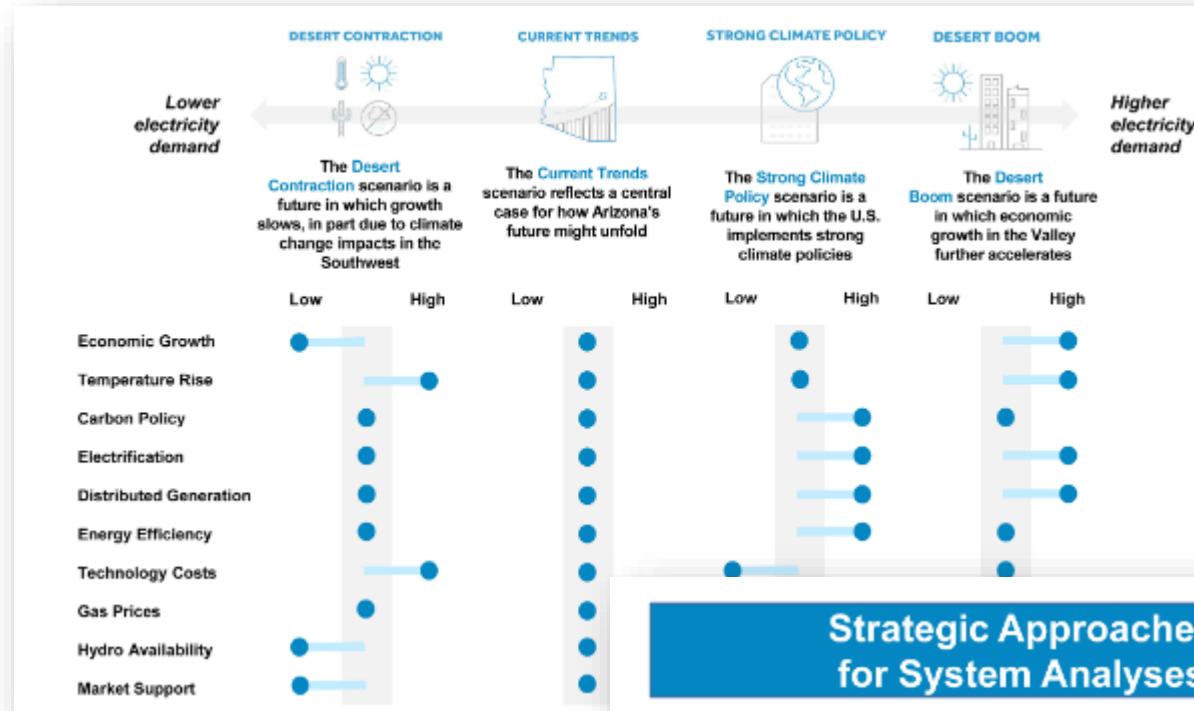 DESERT CONTRACTION
CURRENT TRENDS
STRONG CLIMATE POLICY
DESERT BOOM
Lower
electricity
demand
Higher
electricity
demand
The Desert
Contraction scenario is a
future in which growth
slows, in part due to climate
change impacts in the
Southwest
The Current Trends
scenario reflects a central
case for how Arizona's
future might unfold
The Strong Climate
Policy scenario is a
future in which the U.S.
implements strong
climate policies
The Desert
Boom scenario is a future
in which economic
growth in the Valley
further accelerates
Low High Low High Low High Low High
Economic Growth
Temperature Rise
Carbon Policy
Electrification
Distributed Generation
Energy Efficiency
Technology Costs
Gas Prices
Hydro Availability
Market Support
Strategic Approache
for System Analyses